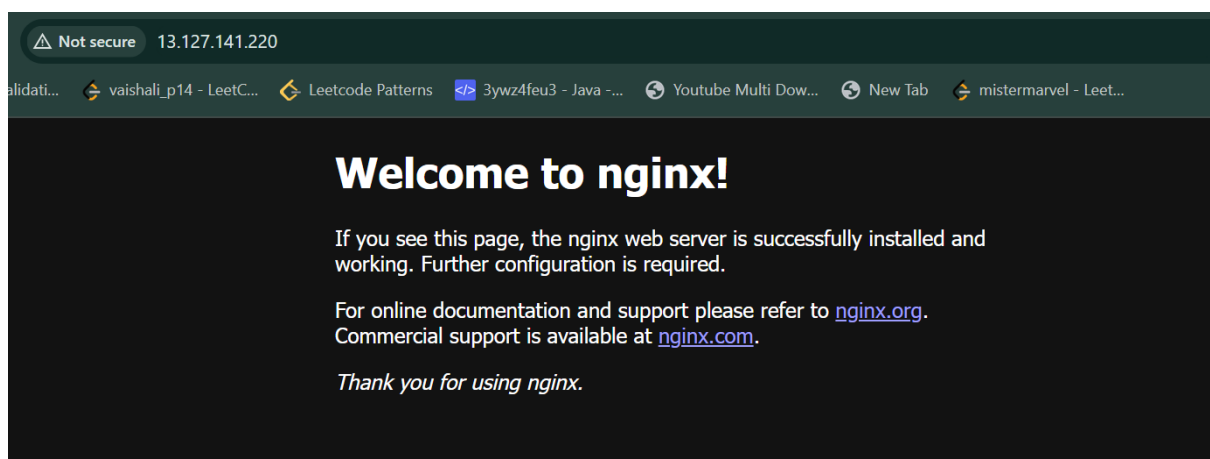 Not secure 13.127.141.220
alidati... vaishali_p14 - LeetC... Leetcode Patterns </> 3ywz4feu3 - Java -... Youtube Multi Dow... New Tab mistermarvel - Leet...
Welcome to nginx!
If you see this page, the nginx web server is successfully installed and
working. Further configuration is required.
For online documentation and support please refer to nginx.org.
Commercial support is available at nginx.com.
Thank you for using nginx.